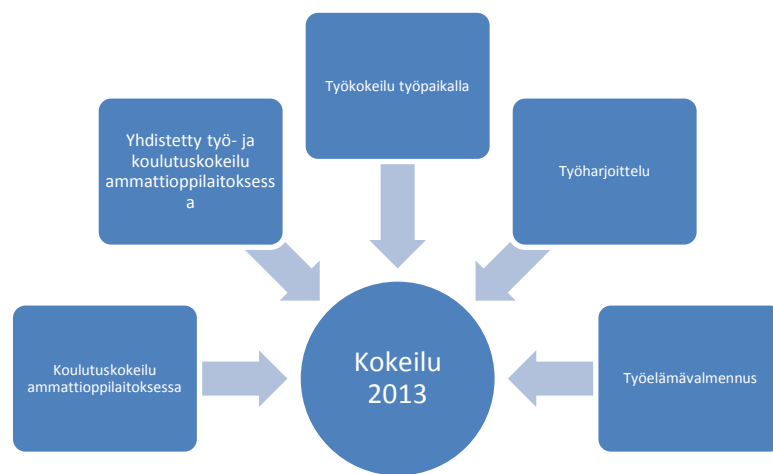 Työkokeilu työpaikalla
Yhdistetty työ- ja
koulutuskokeilu
ammattioppilaitoksess
a
Työharjoittelu
Koulutuskokeilu
ammattioppilaitoksessa
Kokeilu
2013
Työelämävalmennus